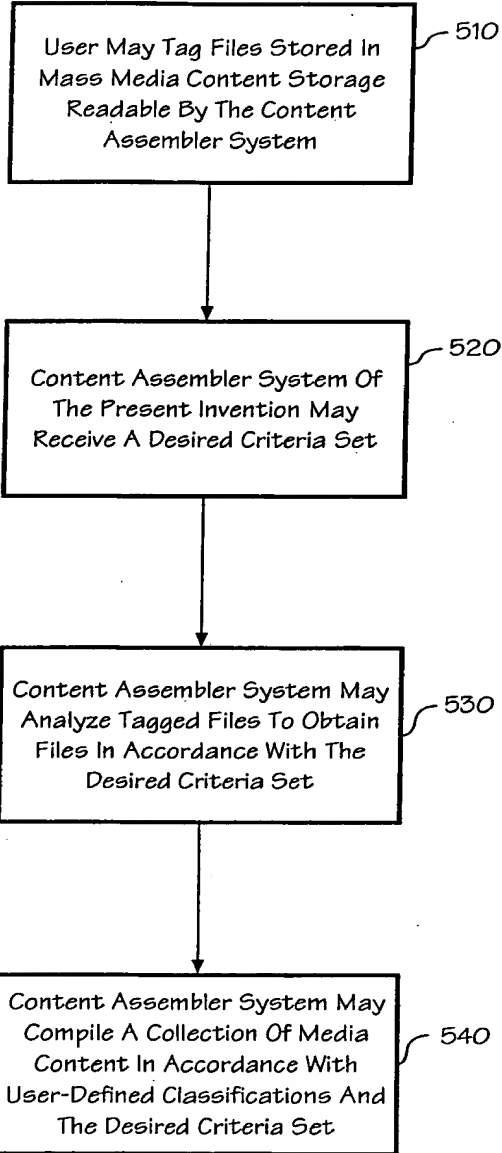 User May Tag Files Stored In
Mass Media Content Storage
Readable By The Content
Assembler System
510
Content Assembler System Of
The Present Invention May
Receive A Desired Criteria Set
520
Content Assembler System May
Analyze Tagged Files To Obtain
Files In Accordance With The
Desired Criteria Set
530
Content Assembler System May
Compile A Collection Of Media
Content In Accordance With
User-Defined Classifications And
The Desired Criteria Set
540